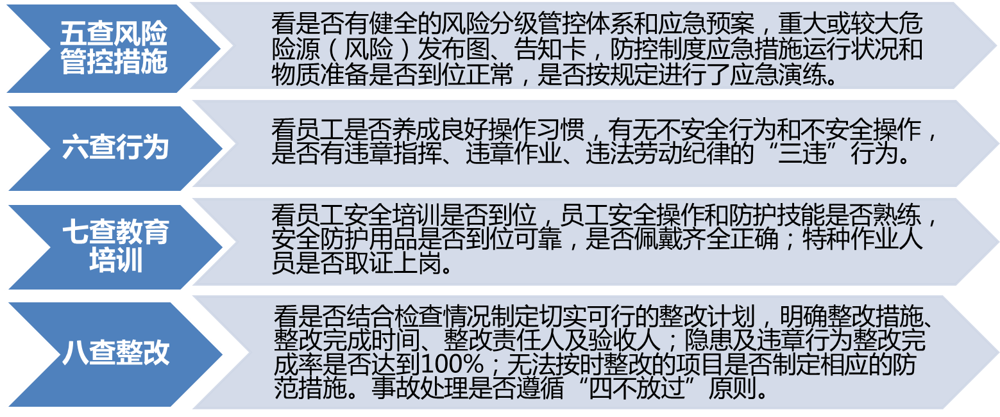 五查风险
管控措施
看是否有健全的风险分级管控体系和应急预案，重大或较大危
险源（风险）发布图、告知卡，防控制度应急措施运行状况和
物质准备是否到位正常，是否按规定进行了应急演练。
六查行为
看员工是否养成良好操作习惯，有无不安全行为和不安全操作，
是否有违章指挥、违章作业、违法劳动纪律的“三违”行为。
七查教育
培训
看员工安全培训是否到位，员工安全操作和防护技能是否熟练，
安全防护用品是否到位可靠，是否佩戴齐全正确；特种作业人
员是否取证上岗。
八查整改
看是否结合检查情况制定切实可行的整改计划，明确整改措施、
整改完成时间、整改责任人及验收人；隐患及违章行为整改完
成率是否达到100%；无法按时整改的项目是否制定相应的防
范措施。事故处理是否遵循“四不放过”原则。